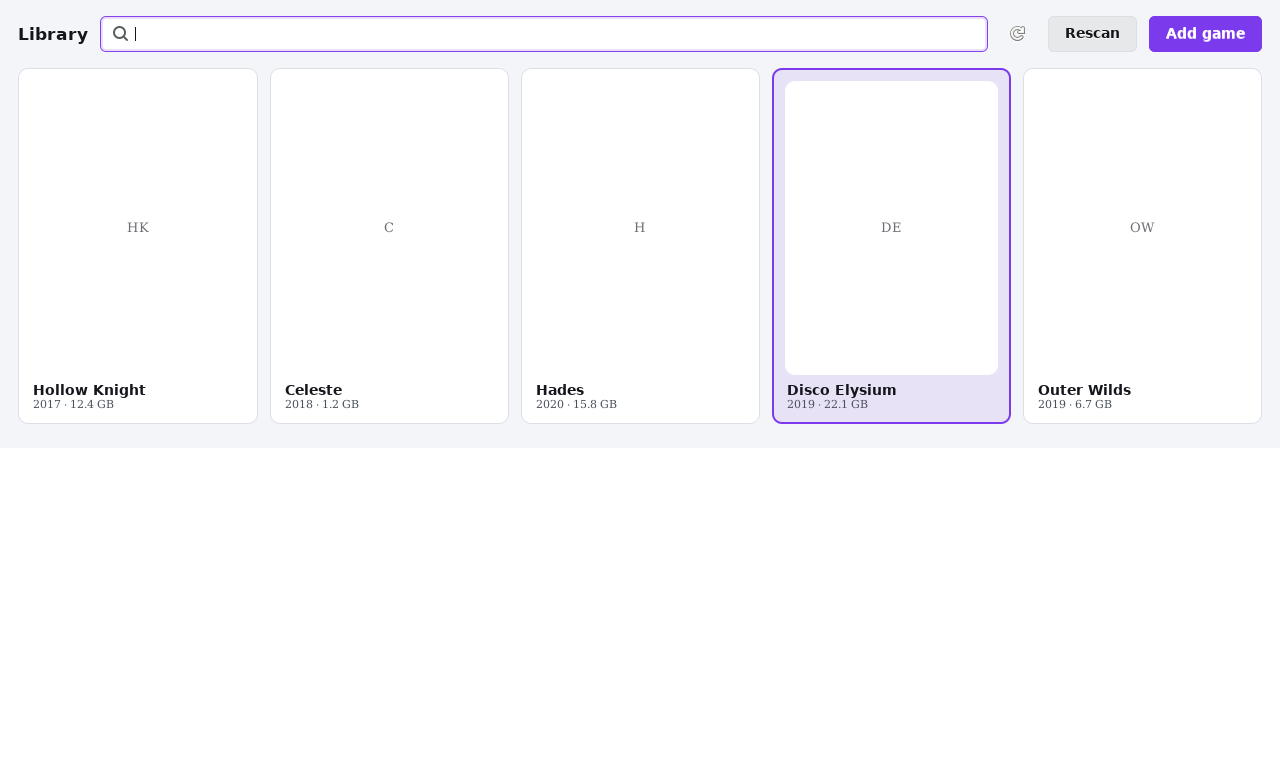 Library
Rescan
Add game
HK
C
H
DE
OW
Hollow Knight
2017 · 12.4 GB
Celeste
2018 · 1.2 GB
Hades
2020 · 15.8 GB
Disco Elysium
2019 · 22.1 GB
Outer Wilds
2019 · 6.7 GB